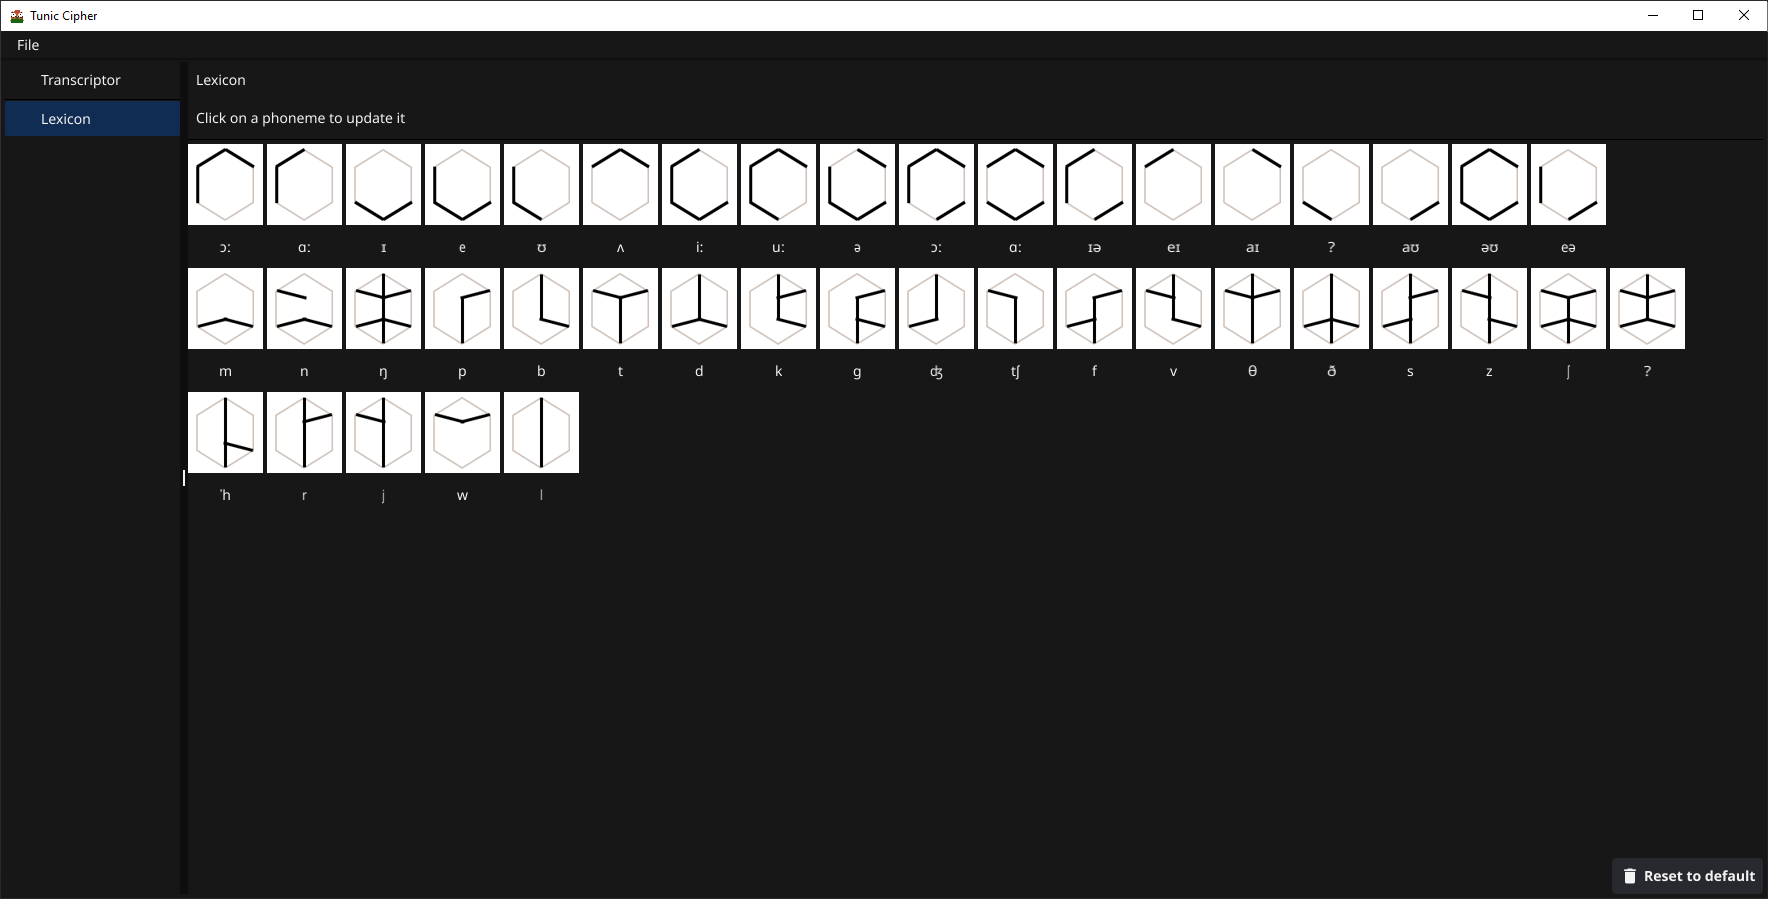 Tunic Cipher
File
Transcriptor
Lexicon
Lexicon
Click on a phoneme to update it
ɔː ɑː ɪ e ʊ ʌ iː uː ə ɔː ɑː ɪə eɪ aɪ ? aʊ əʊ eə
m n ŋ p b t d k g ʤ tʃ f v θ ð s z ʃ ?
'h r j w l
Reset to default